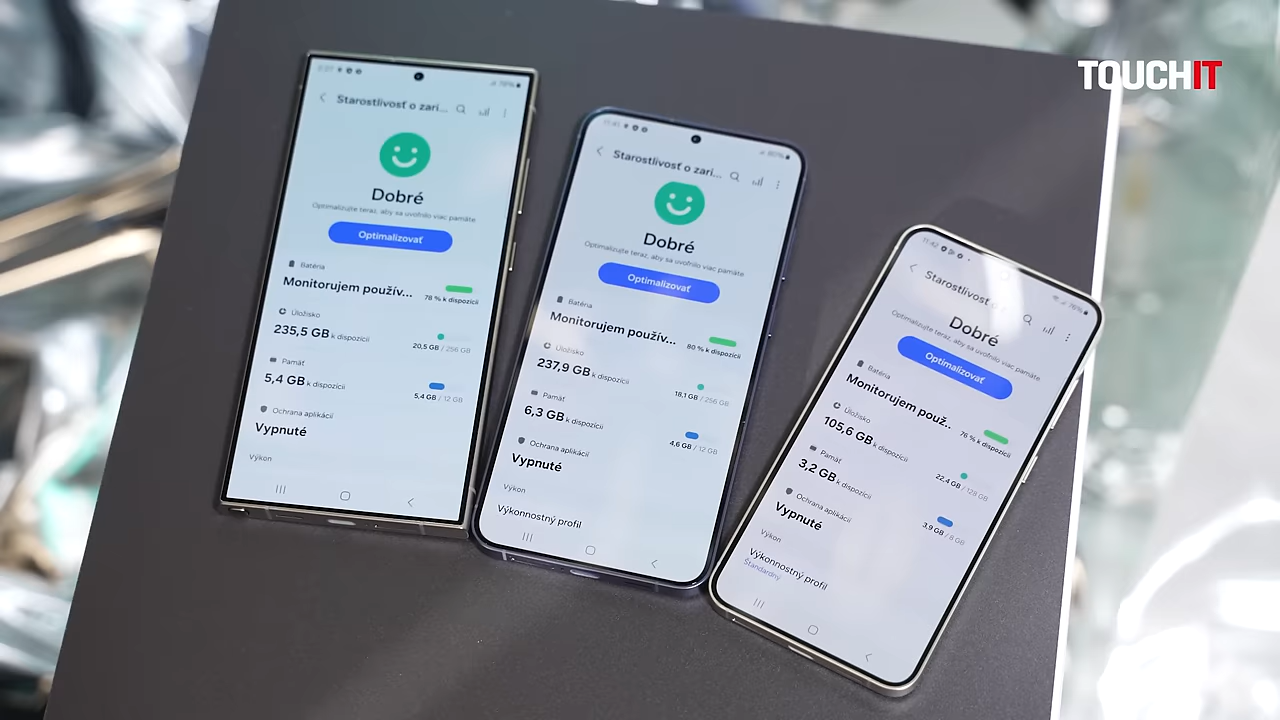 TOUCHIT
Starostlivosť o zari...
Dobré
Optimalizujte teraz, aby sa uvoľnilo viac pamäte
Optimalizovať
Batéria
Monitorujem použív...
78 % k dispozícii
Úložisko
235,5 GB k dispozícii
20,5 GB / 256 GB
Pamäť
5,4 GB k dispozícii
5,4 GB / 12 GB
Ochrana aplikácií
Vypnuté
Výkon
11:41
80%
Starostlivosť o zari...
Dobré
Optimalizujte teraz, aby sa uvoľnilo viac pamäte
Optimalizovať
Batéria
Monitorujem použív...
80 % k dispozícii
Úložisko
237,9 GB k dispozícii
18,1 GB / 256 GB
Pamäť
6,3 GB k dispozícii
4,6 GB / 12 GB
Ochrana aplikácií
Vypnuté
Výkon
Výkonnostný profil
11:42
76%
Starostlivosť o
Dobré
Optimalizujte teraz, aby sa uvoľnilo viac pamäte
Optimalizovať
Batéria
Monitorujem použ...
76 % k dispozícii
Úložisko
105,6 GB k dispozícii
22,4 GB / 128 GB
Pamäť
3,2 GB k dispozícii
3,9 GB / 8 GB
Ochrana aplikácií
Vypnuté
Výkon
Výkonnostný profil
Štandardný